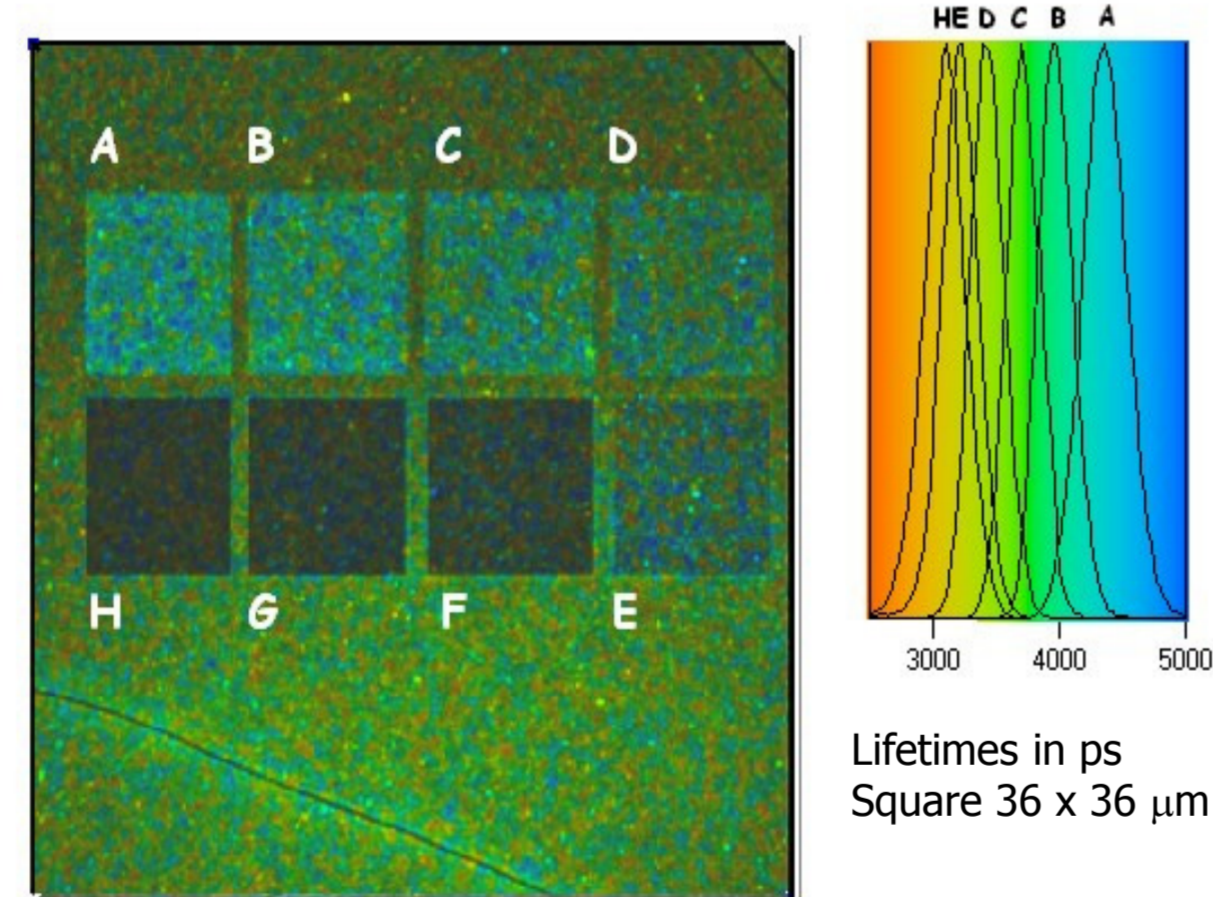 A B C D
H G F E
HE D C B A
3000 4000 5000
Lifetimes in ps
Square 36 x 36 μm